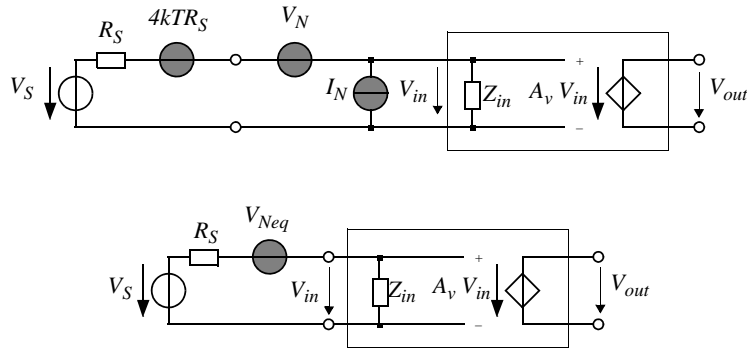 R_S
4kTR_S
V_N
V_S
I_N
V_in
Z_in
+
−
A_v V_in
V_out
R_S
V_Neq
V_S
V_in
Z_in
+
−
A_v V_in
V_out